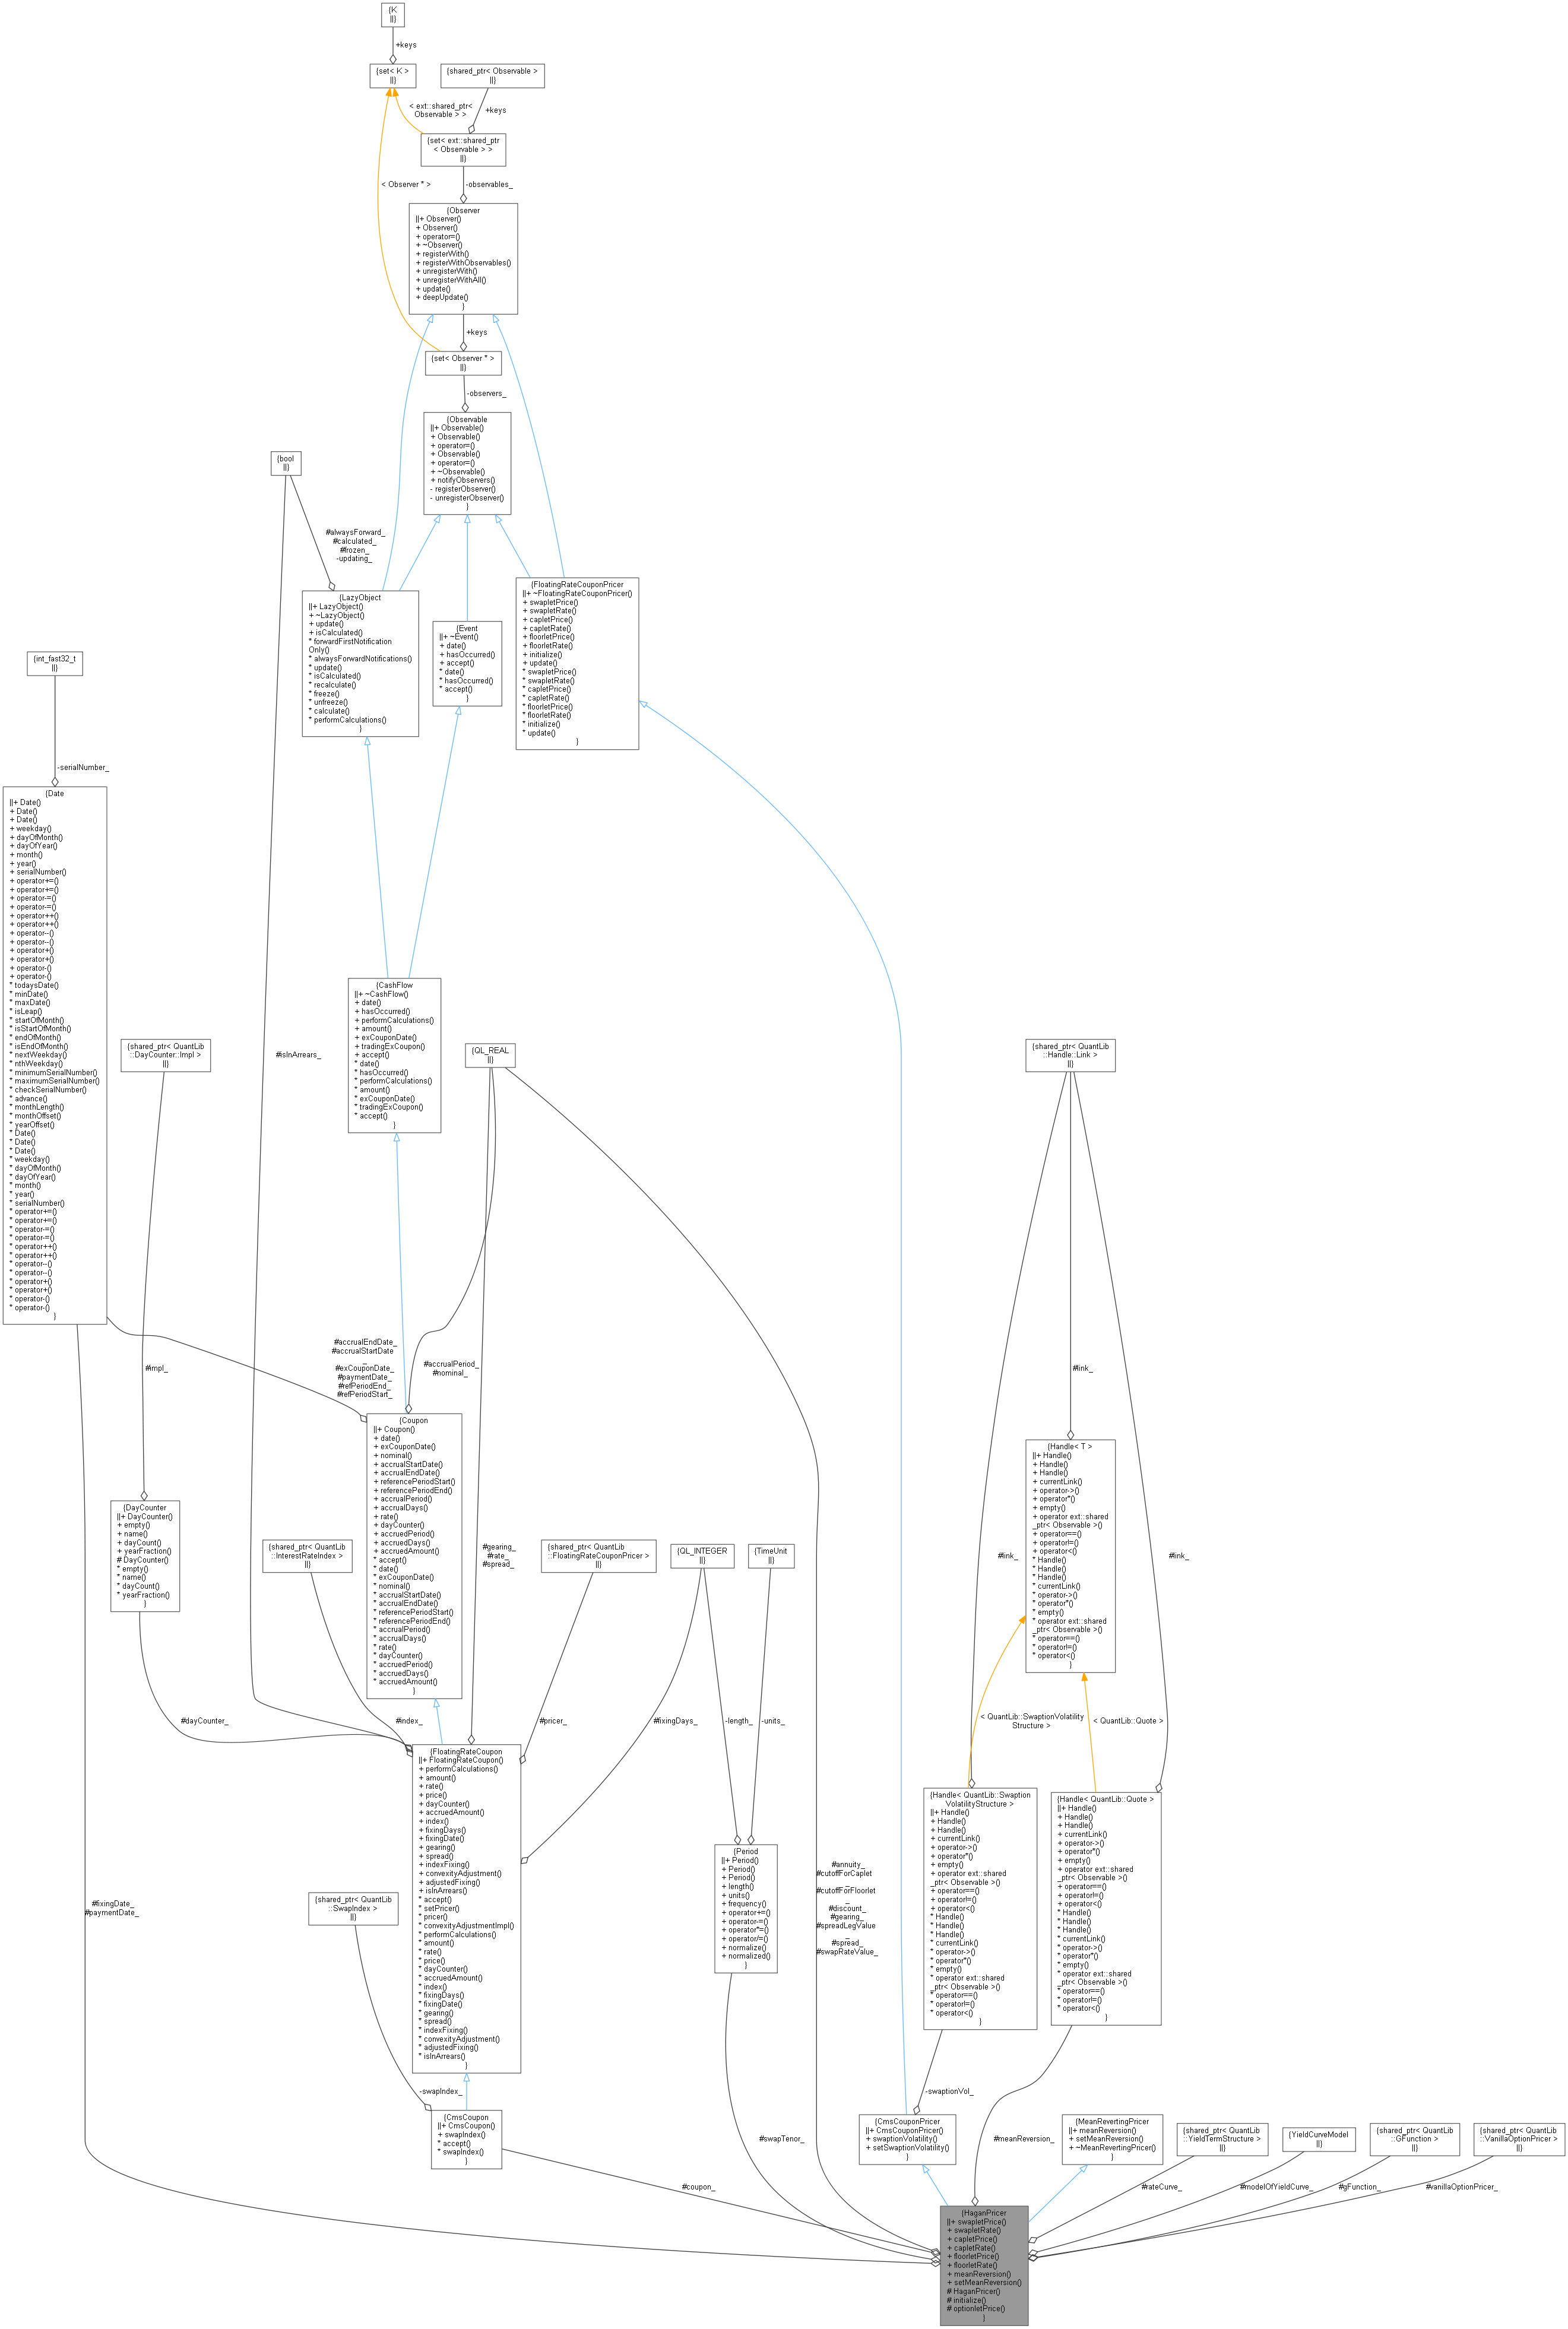 {K
||}
+keys
{set< K >
||}
{shared_ptr< Observable >
||}
< ext::shared_ptr<
Observable > >
+keys
{set< ext::shared_ptr
< Observable > >
||}
< Observer * >
-observables_
{Observer
||+ Observer()
+ Observer()
+ operator=()
+ ~Observer()
+ registerWith()
+ registerWithObservables()
+ unregisterWith()
+ unregisterWithAll()
+ update()
+ deepUpdate()
}
+keys
{set< Observer * >
||}
-observers_
{Observable
||+ Observable()
+ Observable()
+ operator=()
+ Observable()
+ operator=()
+ ~Observable()
+ notifyObservers()
- registerObserver()
- unregisterObserver()
}
{bool
||}
#alwaysForward_
#calculated_
#frozen_
-updating_
{LazyObject
||+ LazyObject()
+ ~LazyObject()
+ update()
+ isCalculated()
* forwardFirstNotification
Only()
* alwaysForwardNotifications()
* update()
* isCalculated()
* recalculate()
* freeze()
* unfreeze()
* calculate()
* performCalculations()
}
{Event
||+ ~Event()
+ date()
+ hasOccurred()
+ accept()
* date()
* hasOccurred()
* accept()
}
{FloatingRateCouponPricer
||+ ~FloatingRateCouponPricer()
+ swapletPrice()
+ swapletRate()
+ capletPrice()
+ capletRate()
+ floorletPrice()
+ floorletRate()
+ initialize()
+ update()
* swapletPrice()
* swapletRate()
* capletPrice()
* capletRate()
* floorletPrice()
* floorletRate()
* initialize()
* update()
}
{int_fast32_t
||}
-serialNumber_
{Date
||+ Date()
+ Date()
+ Date()
+ weekday()
+ dayOfMonth()
+ dayOfYear()
+ month()
+ year()
+ serialNumber()
+ operator+=()
+ operator+=()
+ operator-=()
+ operator-=()
+ operator++()
+ operator++()
+ operator--()
+ operator--()
+ operator+()
+ operator+()
+ operator-()
+ operator-()
* todaysDate()
* minDate()
* maxDate()
* isLeap()
* startOfMonth()
* isStartOfMonth()
* endOfMonth()
* isEndOfMonth()
* nextWeekday()
* nthWeekday()
* minimumSerialNumber()
* maximumSerialNumber()
* checkSerialNumber()
* advance()
* monthLength()
* monthOffset()
* yearOffset()
* Date()
* Date()
* Date()
* weekday()
* dayOfMonth()
* dayOfYear()
* month()
* year()
* serialNumber()
* operator+=()
* operator+=()
* operator-=()
* operator-=()
* operator++()
* operator++()
* operator--()
* operator--()
* operator+()
* operator+()
* operator-()
* operator-()
}
{CashFlow
||+ ~CashFlow()
+ date()
+ hasOccurred()
+ performCalculations()
+ amount()
+ exCouponDate()
+ tradingExCoupon()
+ accept()
* date()
* hasOccurred()
* performCalculations()
* amount()
* exCouponDate()
* tradingExCoupon()
* accept()
}
{shared_ptr< QuantLib
::DayCounter::Impl >
||}
#isInArrears_
{QL_REAL
||}
{shared_ptr< QuantLib
::Handle::Link >
||}
#impl_
#accrualEndDate_
#accrualStartDate
_
#exCouponDate_
#paymentDate_
#refPeriodEnd_
#refPeriodStart_
#accrualPeriod_
#nominal_
#link_
{Coupon
||+ Coupon()
+ date()
+ exCouponDate()
+ nominal()
+ accrualStartDate()
+ accrualEndDate()
+ referencePeriodStart()
+ referencePeriodEnd()
+ accrualPeriod()
+ accrualDays()
+ rate()
+ dayCounter()
+ accruedPeriod()
+ accruedDays()
+ accruedAmount()
* accept()
* date()
* exCouponDate()
* nominal()
* accrualStartDate()
* accrualEndDate()
* referencePeriodStart()
* referencePeriodEnd()
* accrualPeriod()
* accrualDays()
* rate()
* dayCounter()
* accruedPeriod()
* accruedDays()
* accruedAmount()
}
{Handle< T >
||+ Handle()
+ Handle()
+ Handle()
+ currentLink()
+ operator->()
+ operator*()
+ empty()
+ operator ext::shared
_ptr< Observable >()
+ operator==()
+ operator!=()
+ operator<()
* Handle()
* Handle()
* Handle()
* currentLink()
* operator->()
* operator*()
* empty()
* operator ext::shared
_ptr< Observable >()
* operator==()
* operator!=()
* operator<()
}
{DayCounter
||+ DayCounter()
+ empty()
+ name()
+ dayCount()
+ yearFraction()
# DayCounter()
* empty()
* name()
* dayCount()
* yearFraction()
}
{shared_ptr< QuantLib
::InterestRateIndex >
||}
#gearing_
#rate_
#spread_
{shared_ptr< QuantLib
::FloatingRateCouponPricer >
||}
{QL_INTEGER
||}
{TimeUnit
||}
#link_
#link_
#dayCounter_
#index_
#pricer_
#fixingDays_
-length_
-units_
< QuantLib::SwaptionVolatility
Structure >
< QuantLib::Quote >
{FloatingRateCoupon
||+ FloatingRateCoupon()
+ performCalculations()
+ amount()
+ rate()
+ price()
+ dayCounter()
+ accruedAmount()
+ index()
+ fixingDays()
+ fixingDate()
+ gearing()
+ spread()
+ indexFixing()
+ convexityAdjustment()
+ adjustedFixing()
+ isInArrears()
* accept()
* setPricer()
* pricer()
* convexityAdjustmentImpl()
* performCalculations()
* amount()
* rate()
* price()
* dayCounter()
* accruedAmount()
* index()
* fixingDays()
* fixingDate()
* gearing()
* spread()
* indexFixing()
* convexityAdjustment()
* adjustedFixing()
* isInArrears()
}
{Period
||+ Period()
+ Period()
+ Period()
+ length()
+ units()
+ frequency()
+ operator+=()
+ operator-=()
+ operator*=()
+ operator/=()
+ normalize()
+ normalized()
}
{Handle< QuantLib::Swaption
VolatilityStructure >
||+ Handle()
+ Handle()
+ Handle()
+ currentLink()
+ operator->()
+ operator*()
+ empty()
+ operator ext::shared
_ptr< Observable >()
+ operator==()
+ operator!=()
+ operator<()
* Handle()
* Handle()
* Handle()
* currentLink()
* operator->()
* operator*()
* empty()
* operator ext::shared
_ptr< Observable >()
* operator==()
* operator!=()
* operator<()
}
{Handle< QuantLib::Quote >
||+ Handle()
+ Handle()
+ Handle()
+ currentLink()
+ operator->()
+ operator*()
+ empty()
+ operator ext::shared
_ptr< Observable >()
+ operator==()
+ operator!=()
+ operator<()
* Handle()
* Handle()
* Handle()
* currentLink()
* operator->()
* operator*()
* empty()
* operator ext::shared
_ptr< Observable >()
* operator==()
* operator!=()
* operator<()
}
#fixingDate_
#paymentDate_
{shared_ptr< QuantLib
::SwapIndex >
||}
#annuity_
#cutoffForCaplet
_
#cutoffForFloorlet
_
#discount_
#gearing_
#spreadLegValue
_
#spread_
#swapRateValue_
-swapIndex_
-swaptionVol_
{CmsCoupon
||+ CmsCoupon()
+ swapIndex()
* accept()
* swapIndex()
}
#swapTenor_
{CmsCouponPricer
||+ CmsCouponPricer()
+ swaptionVolatility()
+ setSwaptionVolatility()
}
#meanReversion_
{MeanRevertingPricer
||+ meanReversion()
+ setMeanReversion()
+ ~MeanRevertingPricer()
}
{shared_ptr< QuantLib
::YieldTermStructure >
||}
{YieldCurveModel
||}
{shared_ptr< QuantLib
::GFunction >
||}
{shared_ptr< QuantLib
::VanillaOptionPricer >
||}
#coupon_
#rateCurve_
#modelOfYieldCurve_
#gFunction_
#vanillaOptionPricer_
{HaganPricer
||+ swapletPrice()
+ swapletRate()
+ capletPrice()
+ capletRate()
+ floorletPrice()
+ floorletRate()
+ meanReversion()
+ setMeanReversion()
# HaganPricer()
# initialize()
# optionletPrice()
}